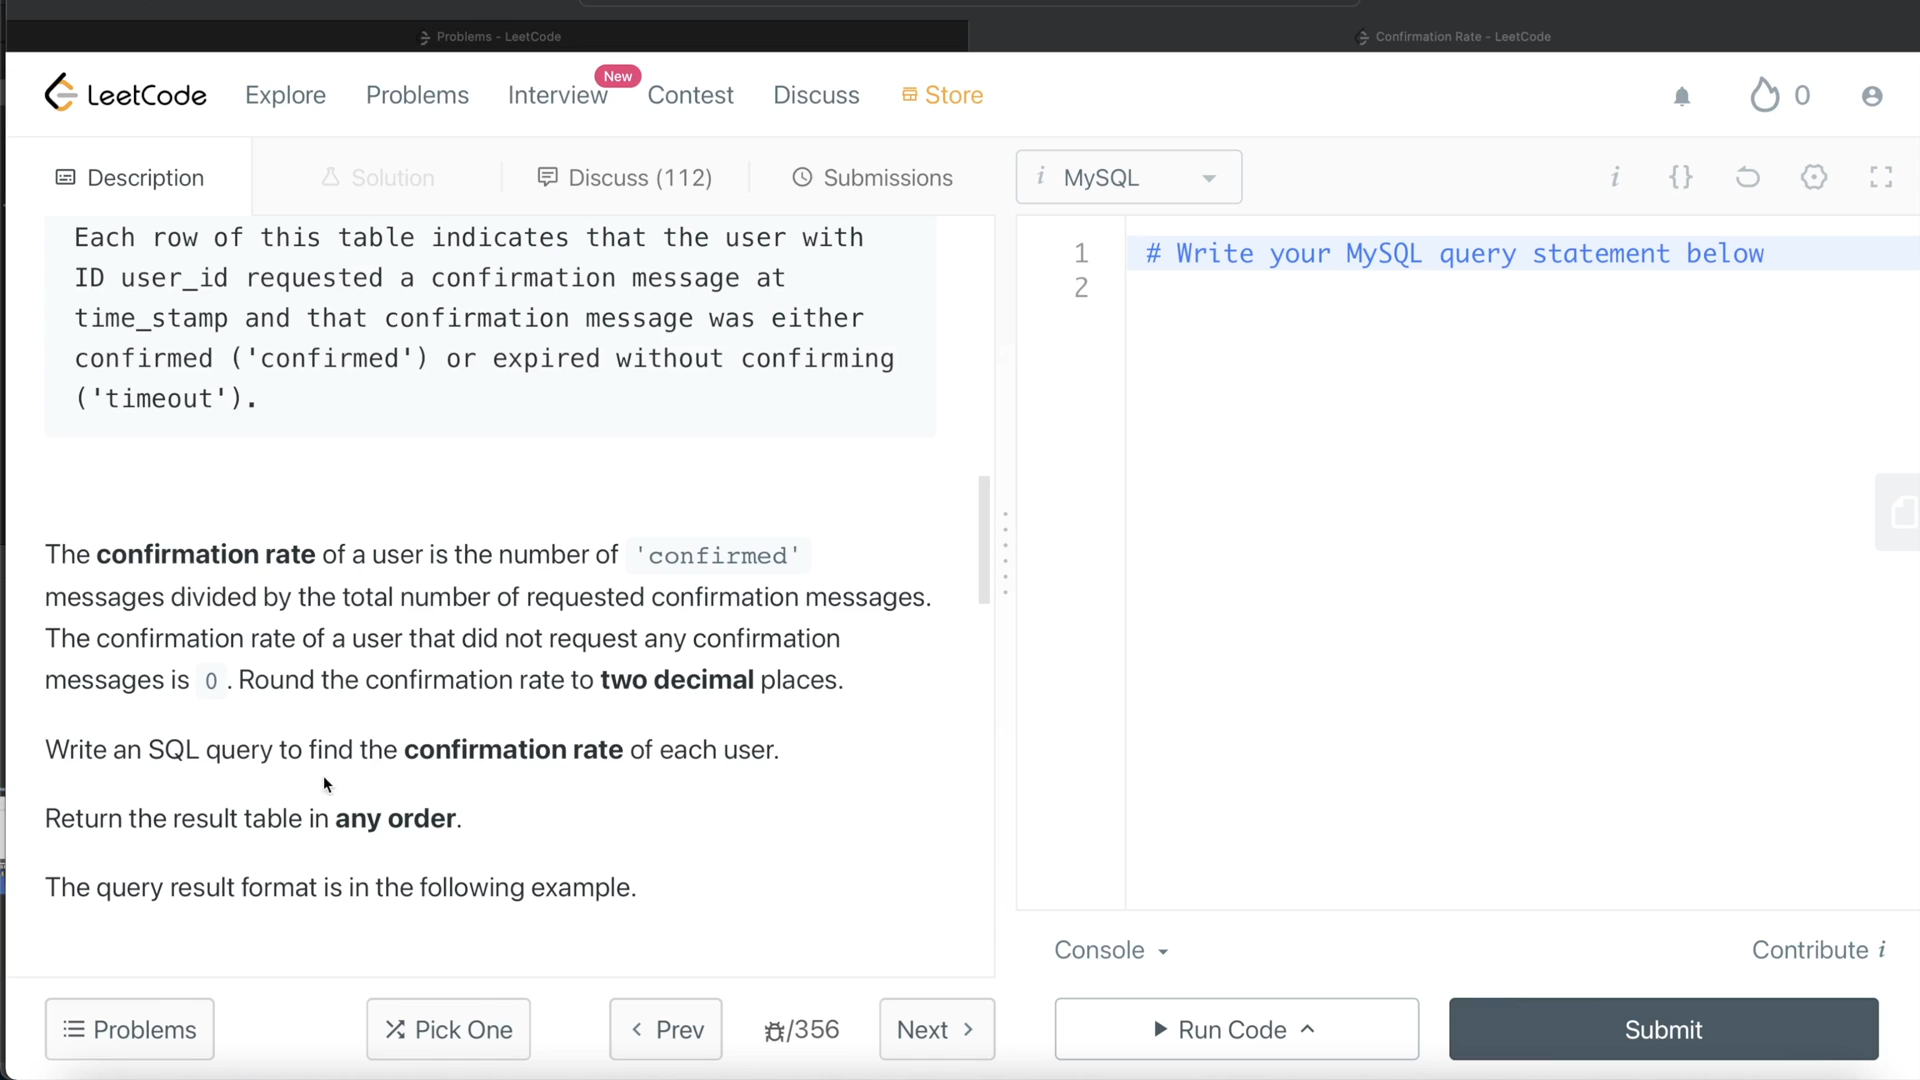 Problems - LeetCode
Confirmation Rate - LeetCode
LeetCode
Explore
Problems
Interview
New
Contest
Discuss
Store
0
Description
Solution
Discuss (112)
Submissions
i MySQL
i {}
Each row of this table indicates that the user with
ID user_id requested a confirmation message at
time_stamp and that confirmation message was either
confirmed ('confirmed') or expired without confirming
('timeout').
The confirmation rate of a user is the number of 'confirmed'
messages divided by the total number of requested confirmation messages.
The confirmation rate of a user that did not request any confirmation
messages is 0. Round the confirmation rate to two decimal places.
Write an SQL query to find the confirmation rate of each user.
Return the result table in any order.
The query result format is in the following example.
1 # Write your MySQL query statement below
2
Console
Contribute i
Problems
Pick One
Prev
/356
Next
Run Code
Submit